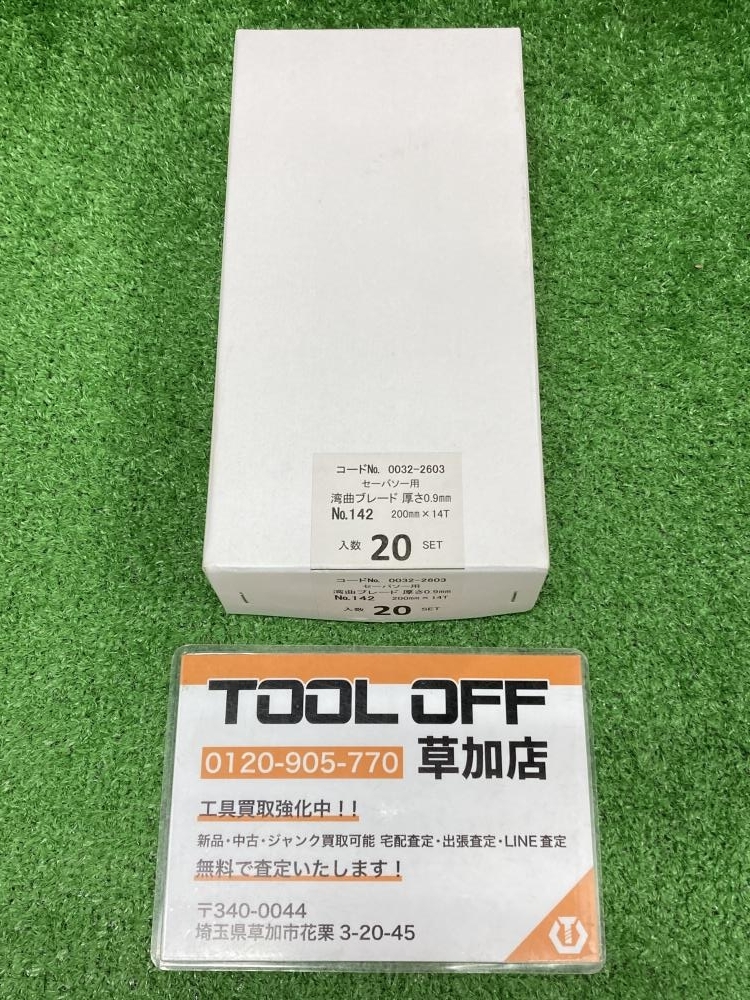 コードNo. 0032-2603
セーバソー用
湾曲ブレード 厚さ0.9mm
No.142 200mm×14T
入数 20 SET
コードNo. 0032-2603
セーバソー用
湾曲ブレード 厚さ0.9mm
No.142 200mm×14T
入数 20 SET
TOOL OFF
0120-905-770 草加店
工具買取強化中！！
新品・中古・ジャンク買取可能 宅配査定・出張査定・LINE査定
無料で査定いたします！
〒340-0044
埼玉県草加市花栗 3-20-45